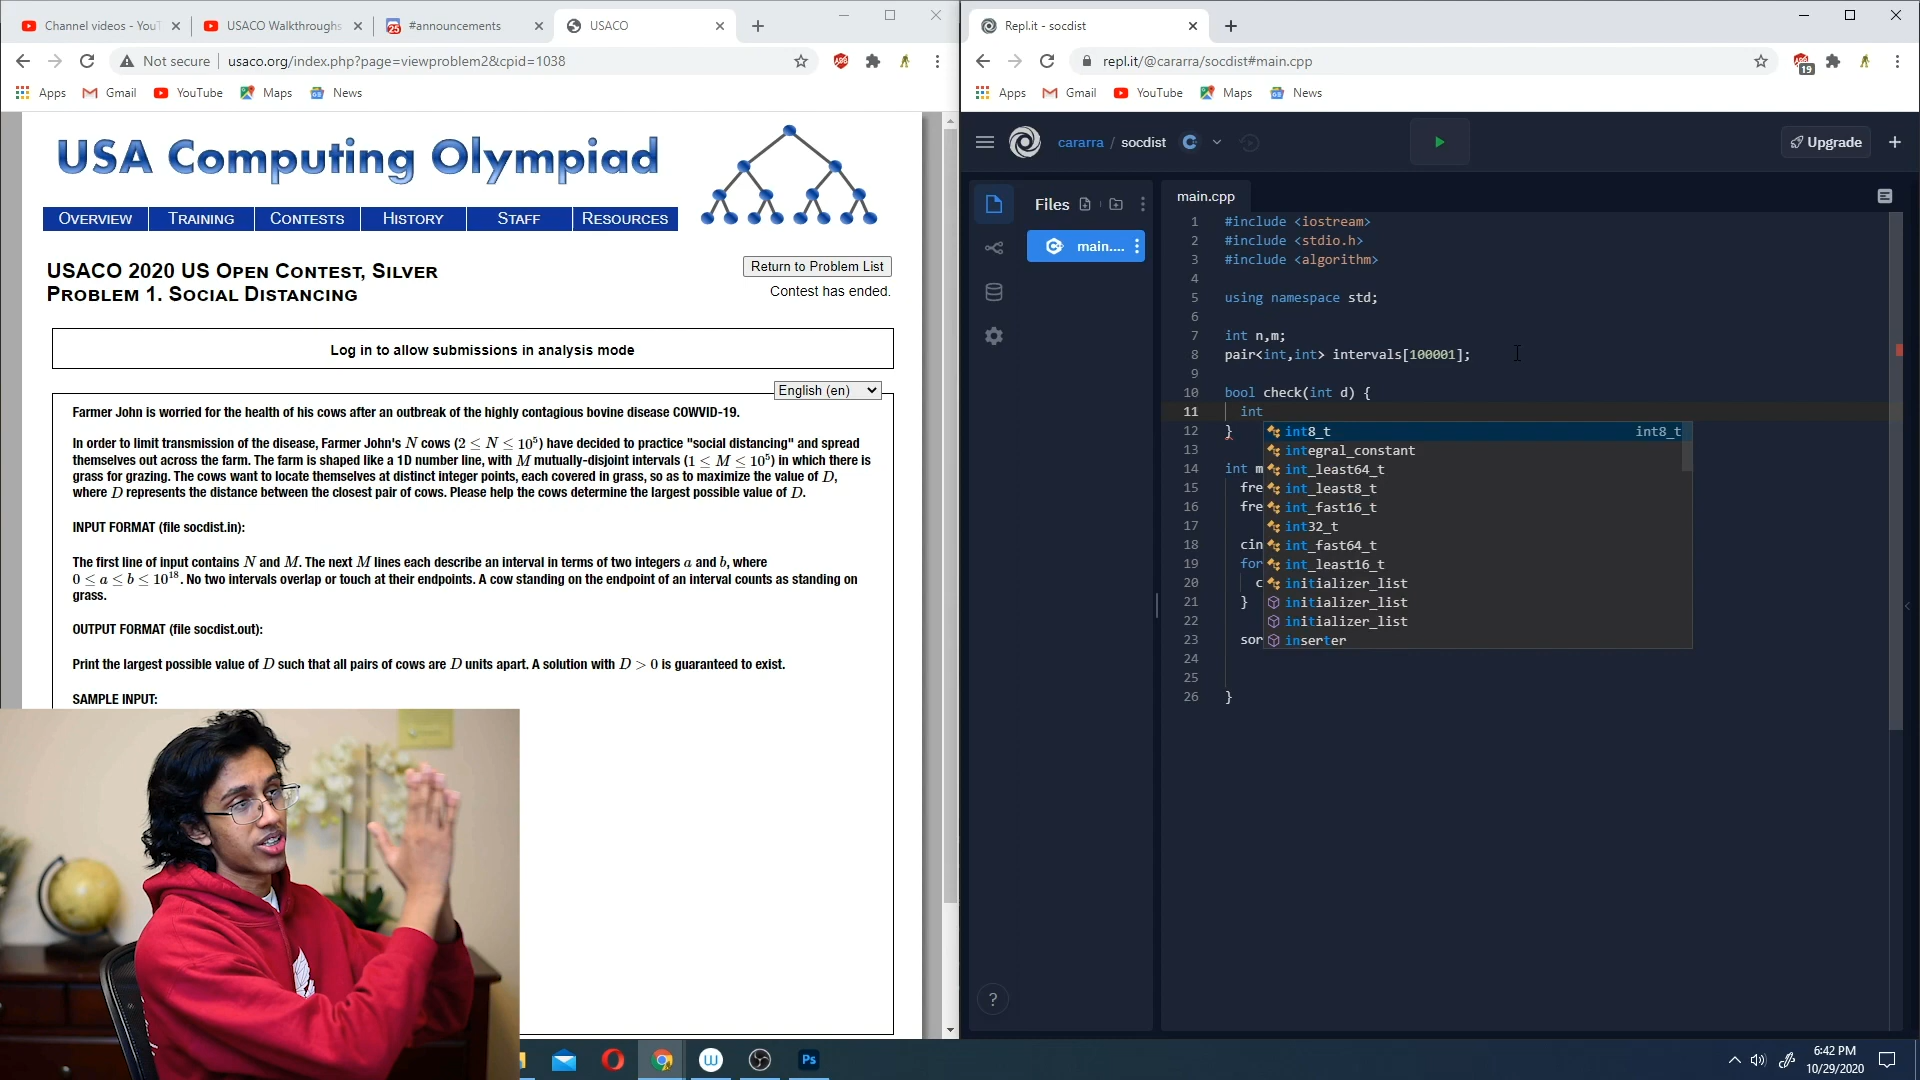 Channel videos - YouT
USACO Walkthroughs
#announcements
USACO
Not secure
usaco.org/index.php?page=viewproblem2&cpid=1038
Apps
Gmail
YouTube
Maps
News
USA Computing Olympiad
OVERVIEW
TRAINING
CONTESTS
HISTORY
STAFF
RESOURCES
USACO 2020 US OPEN CONTEST, SILVER
PROBLEM 1. SOCIAL DISTANCING
Return to Problem List
Contest has ended.
Log in to allow submissions in analysis mode
English (en)
Farmer John is worried for the health of his cows after an outbreak of the highly contagious bovine disease COWVID-19.
In order to limit transmission of the disease, Farmer John's N cows (2 ≤ N ≤ 10⁵) have decided to practice "social distancing" and spread
themselves out across the farm. The farm is shaped like a 1D number line, with M mutually-disjoint intervals (1 ≤ M ≤ 10⁵) in which there is
grass for grazing. The cows want to locate themselves at distinct integer points, each covered in grass, so as to maximize the value of D,
where D represents the distance between the closest pair of cows. Please help the cows determine the largest possible value of D.
INPUT FORMAT (file socdist.in):
The first line of input contains N and M. The next M lines each describe an interval in terms of two integers a and b, where
0 ≤ a ≤ b ≤ 10¹⁸. No two intervals overlap or touch at their endpoints. A cow standing on the endpoint of an interval counts as standing on
grass.
OUTPUT FORMAT (file socdist.out):
Print the largest possible value of D such that all pairs of cows are D units apart. A solution with D > 0 is guaranteed to exist.
SAMPLE INPUT:
Repl.it - socdist
repl.it/@cararra/socdist#main.cpp
19
Apps
Gmail
YouTube
Maps
News
cararra / socdist
Upgrade
Files
main....
main.cpp
1 #include <iostream>
2 #include <stdio.h>
3 #include <algorithm>
4
5 using namespace std;
6
7 int n,m;
8 pair<int,int> intervals[100001];
9
10 bool check(int d) {
11 int
12 }
13
14 int m
15 fre
16 fre
17
18 cin
19 for
20 c
21 }
22
23 sor
24
25
26 }
int8_t int8_t
integral_constant
int_least64_t
int_least8_t
int_fast16_t
int32_t
int_fast64_t
int_least16_t
initializer_list
initializer_list
initializer_list
inserter
?
Ps
6:42 PM
10/29/2020